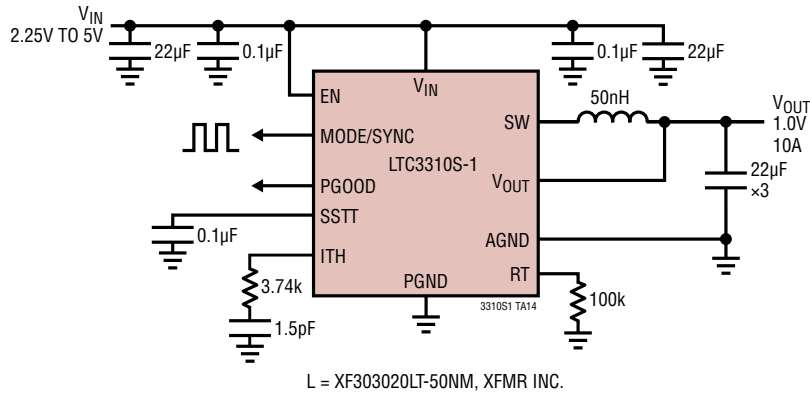 VIN
2.25V TO 5V
22µF
0.1µF
0.1µF
22µF
VIN
EN
MODE/SYNC
PGOOD
SSTT
ITH
LTC3310S-1
PGND
SW
VOUT
AGND
RT
50nH
VOUT
1.0V
10A
22µF
×3
0.1µF
3.74k
1.5pF
100k
3310S1 TA14
L = XF303020LT-50NM, XFMR INC.